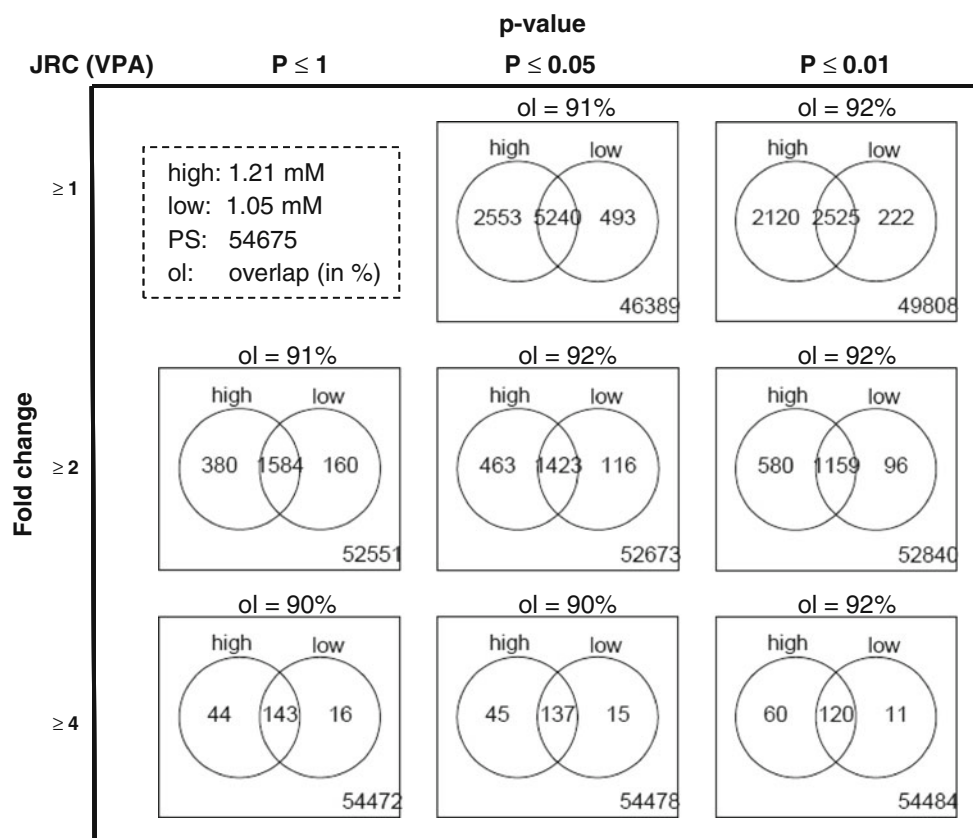 p-value
JRC (VPA) P ≤ 1 P ≤ 0.05 P ≤ 0.01
Fold change
≥ 1
high: 1.21 mM
low: 1.05 mM
PS: 54675
ol: overlap (in %)
ol = 91%
high low
2553 5240 493
46389
ol = 92%
high low
2120 2525 222
49808
≥ 2
ol = 91%
high low
380 1584 160
52551
ol = 92%
high low
463 1423 116
52673
ol = 92%
high low
580 1159 96
52840
≥ 4
ol = 90%
high low
44 143 16
54472
ol = 90%
high low
45 137 15
54478
ol = 92%
high low
60 120 11
54484